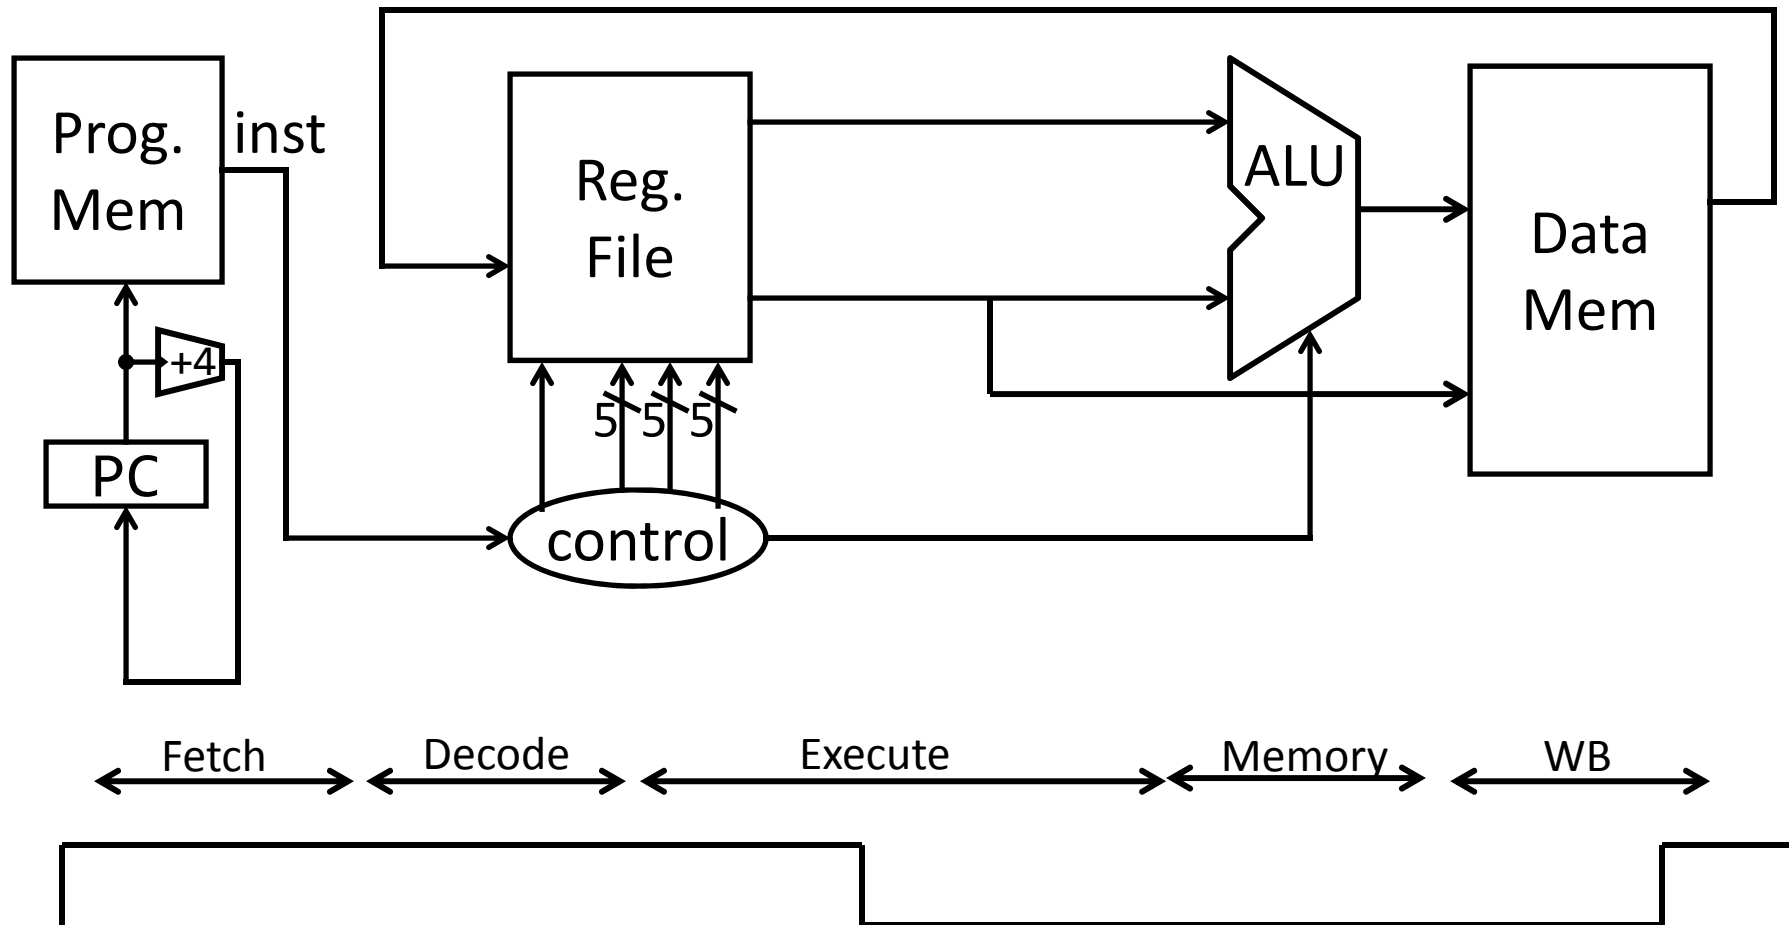 Prog.
Mem
inst
Reg.
File
ALU
Data
Mem
+4
PC
5
5
5
control
Fetch
Decode
Execute
Memory
WB